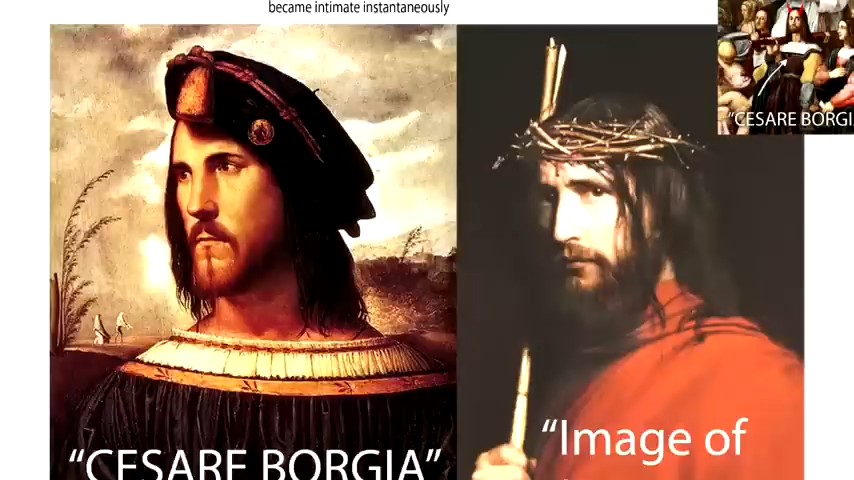 became intimate instantaneously
"CESARE BORGI
"CESARE BORGIA"
"Image of